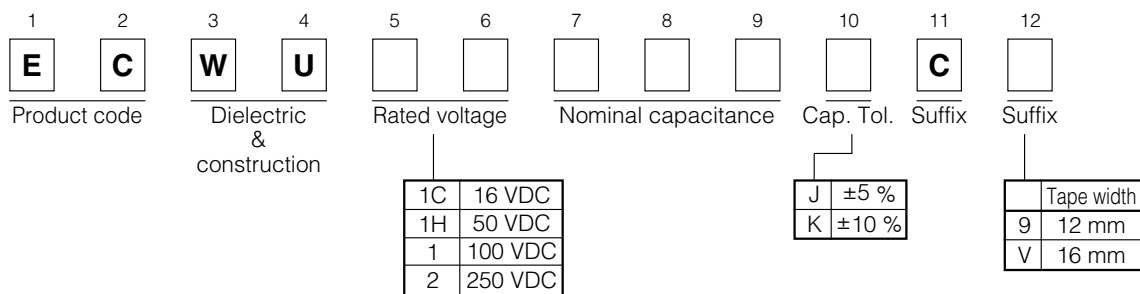 1 2 3 4 5 6 7 8 9 10 11 12
E C W U C
Product code Dielectric & construction Rated voltage Nominal capacitance Cap. Tol. Suffix Suffix
1C 16 VDC
1H 50 VDC
1 100 VDC
2 250 VDC
J ±5 %
K ±10 %
Tape width
9 12 mm
V 16 mm